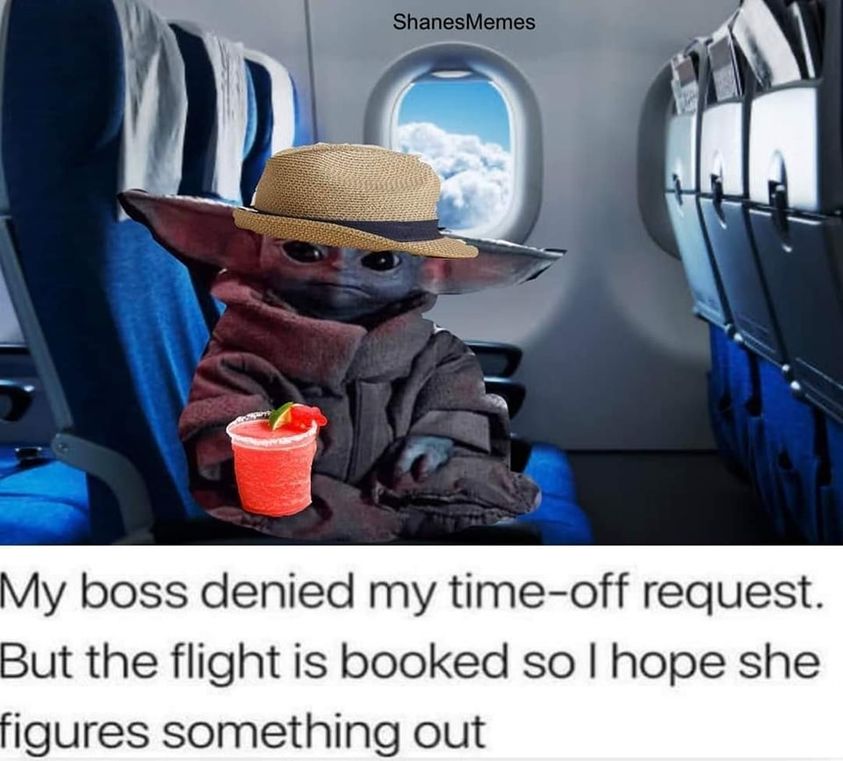 ShanesMemes
My boss denied my time-off request.
But the flight is booked so I hope she
figures something out